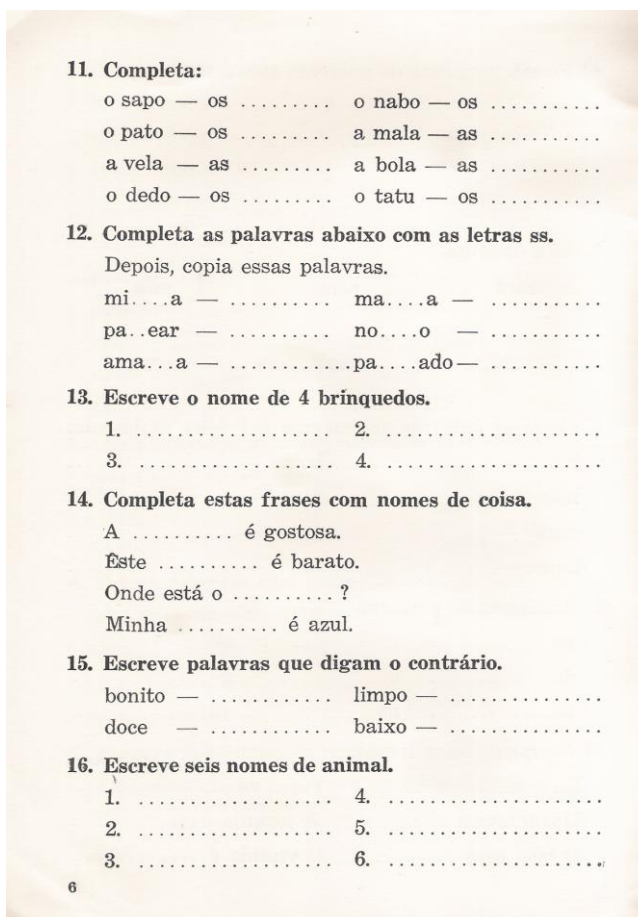 11. Completa:
o sapo — os ......... o nabo — os ...........
o pato — os ......... a mala — as ...........
a vela — as ......... a bola — as ...........
o dedo — os ......... o tatu — os ...........
12. Completa as palavras abaixo com as letras ss.
Depois, copia essas palavras.
mi....a — .......... ma....a — ...........
pa..ear — .......... no....o — ...........
ama...a — ............pa....ado— ...........
13. Escreve o nome de 4 brinquedos.
1. ................... 2. .....................
3. ................... 4. .....................
14. Completa estas frases com nomes de coisa.
A .......... é gostosa.
Êste .......... é barato.
Onde está o ..........?
Minha .......... é azul.
15. Escreve palavras que digam o contrário.
bonito — ............ limpo — ...............
doce — ............ baixo — ...............
16. Escreve seis nomes de animal.
1. ................... 4. .....................
2. ................... 5. .....................
3. ................... 6. .....................
6